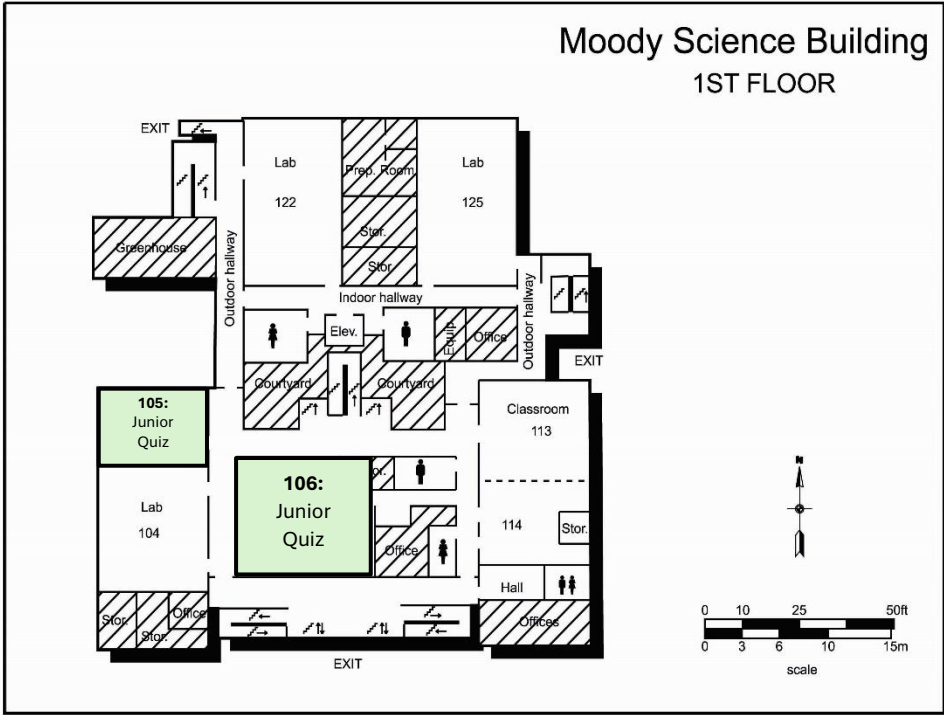 Moody Science Building
1ST FLOOR
EXIT
Lab
122
Prep. Room
Lab
125
Stor.
Greenhouse
Stor
Outdoor hallway
Indoor hallway
Outdoor hallway
Elev.
Equip
Office
EXIT
Courtyard
Courtyard
105:
Junior
Quiz
Classroom
113
106:
Junior
Quiz
or.
N
Lab
104
114
Stor.
Office
Hall
Stor.
Office
Stor.
Offices
EXIT
0 10 25 50ft
0 3 6 10 15m
scale